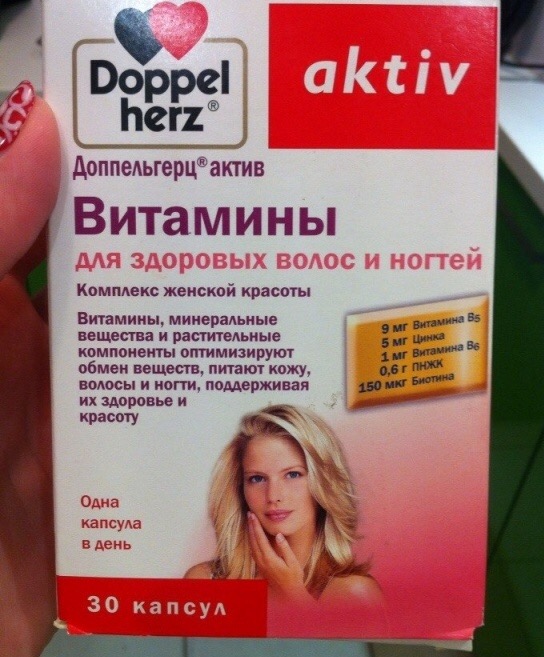 Doppel
herz®
aktiv
Доппельгерц® актив
Витамины
для здоровых волос и ногтей
Комплекс женской красоты
Витамины, минеральные
вещества и растительные
компоненты оптимизируют
обмен веществ, питают кожу,
волосы и ногти, поддерживая
их здоровье и
красоту
9 мг Витамина В5
5 мг Цинка
1 мг Витамина В6
0,6 г ПНЖК
150 мкг Биотина
Одна
капсула
в день
30 капсул